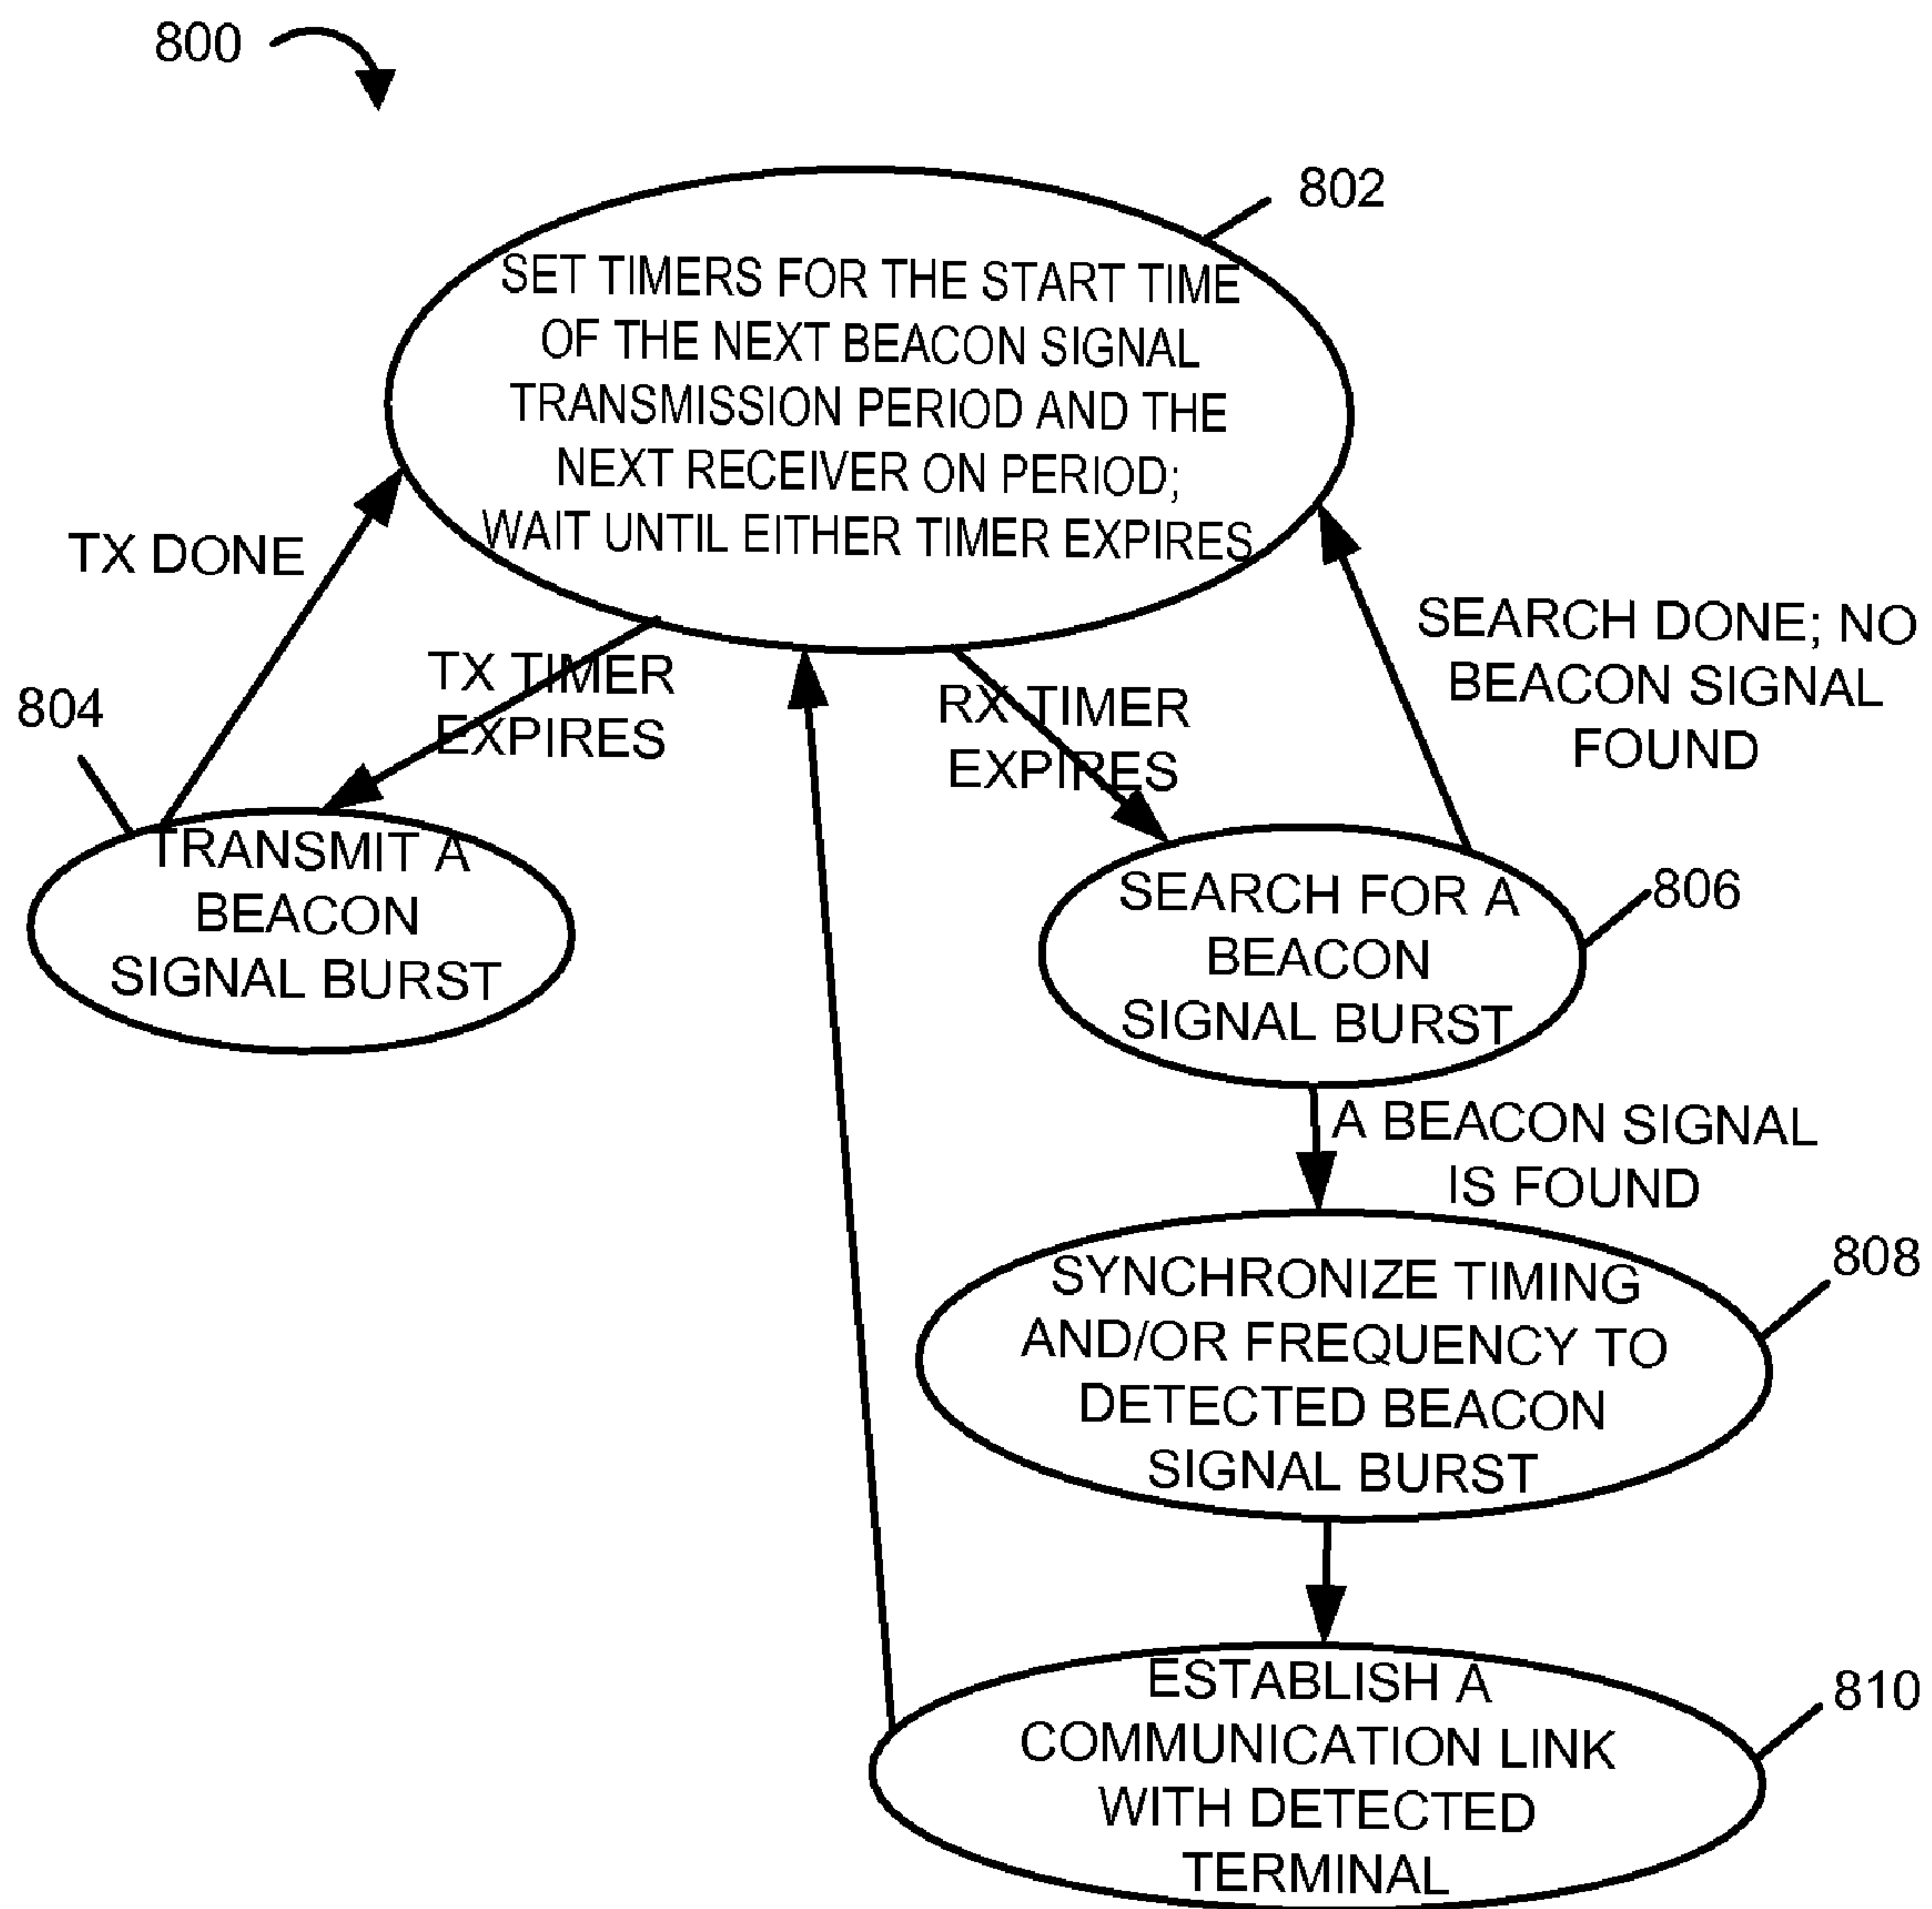 800
802
SET TIMERS FOR THE START TIME
OF THE NEXT BEACON SIGNAL
TRANSMISSION PERIOD AND THE
NEXT RECEIVER ON PERIOD;
WAIT UNTIL EITHER TIMER EXPIRES
TX DONE
TX TIMER
EXPIRES
RX TIMER
EXPIRES
SEARCH DONE; NO
BEACON SIGNAL
FOUND
804
TRANSMIT A
BEACON
SIGNAL BURST
806
SEARCH FOR A
BEACON
SIGNAL BURST
A BEACON SIGNAL
IS FOUND
808
SYNCHRONIZE TIMING
AND/OR FREQUENCY TO
DETECTED BEACON
SIGNAL BURST
810
ESTABLISH A
COMMUNICATION LINK
WITH DETECTED
TERMINAL